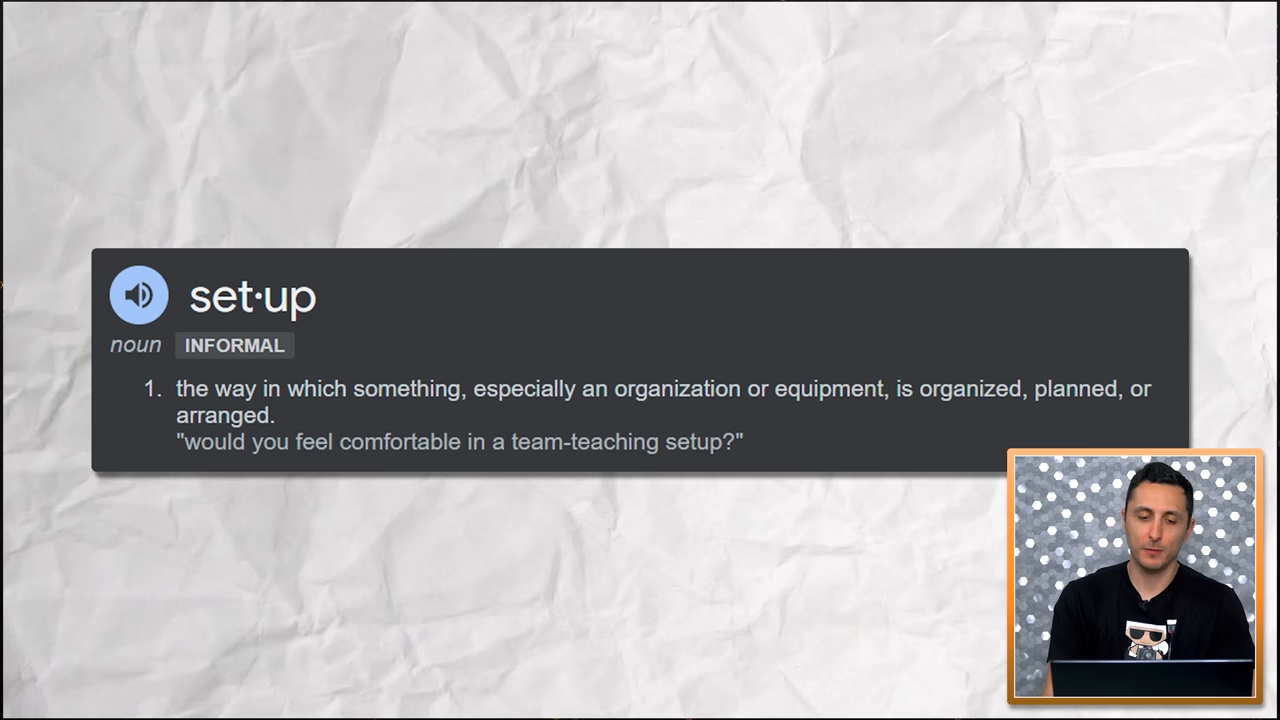 set·up
noun INFORMAL
1. the way in which something, especially an organization or equipment, is organized, planned, or
arranged.
"would you feel comfortable in a team-teaching setup?"